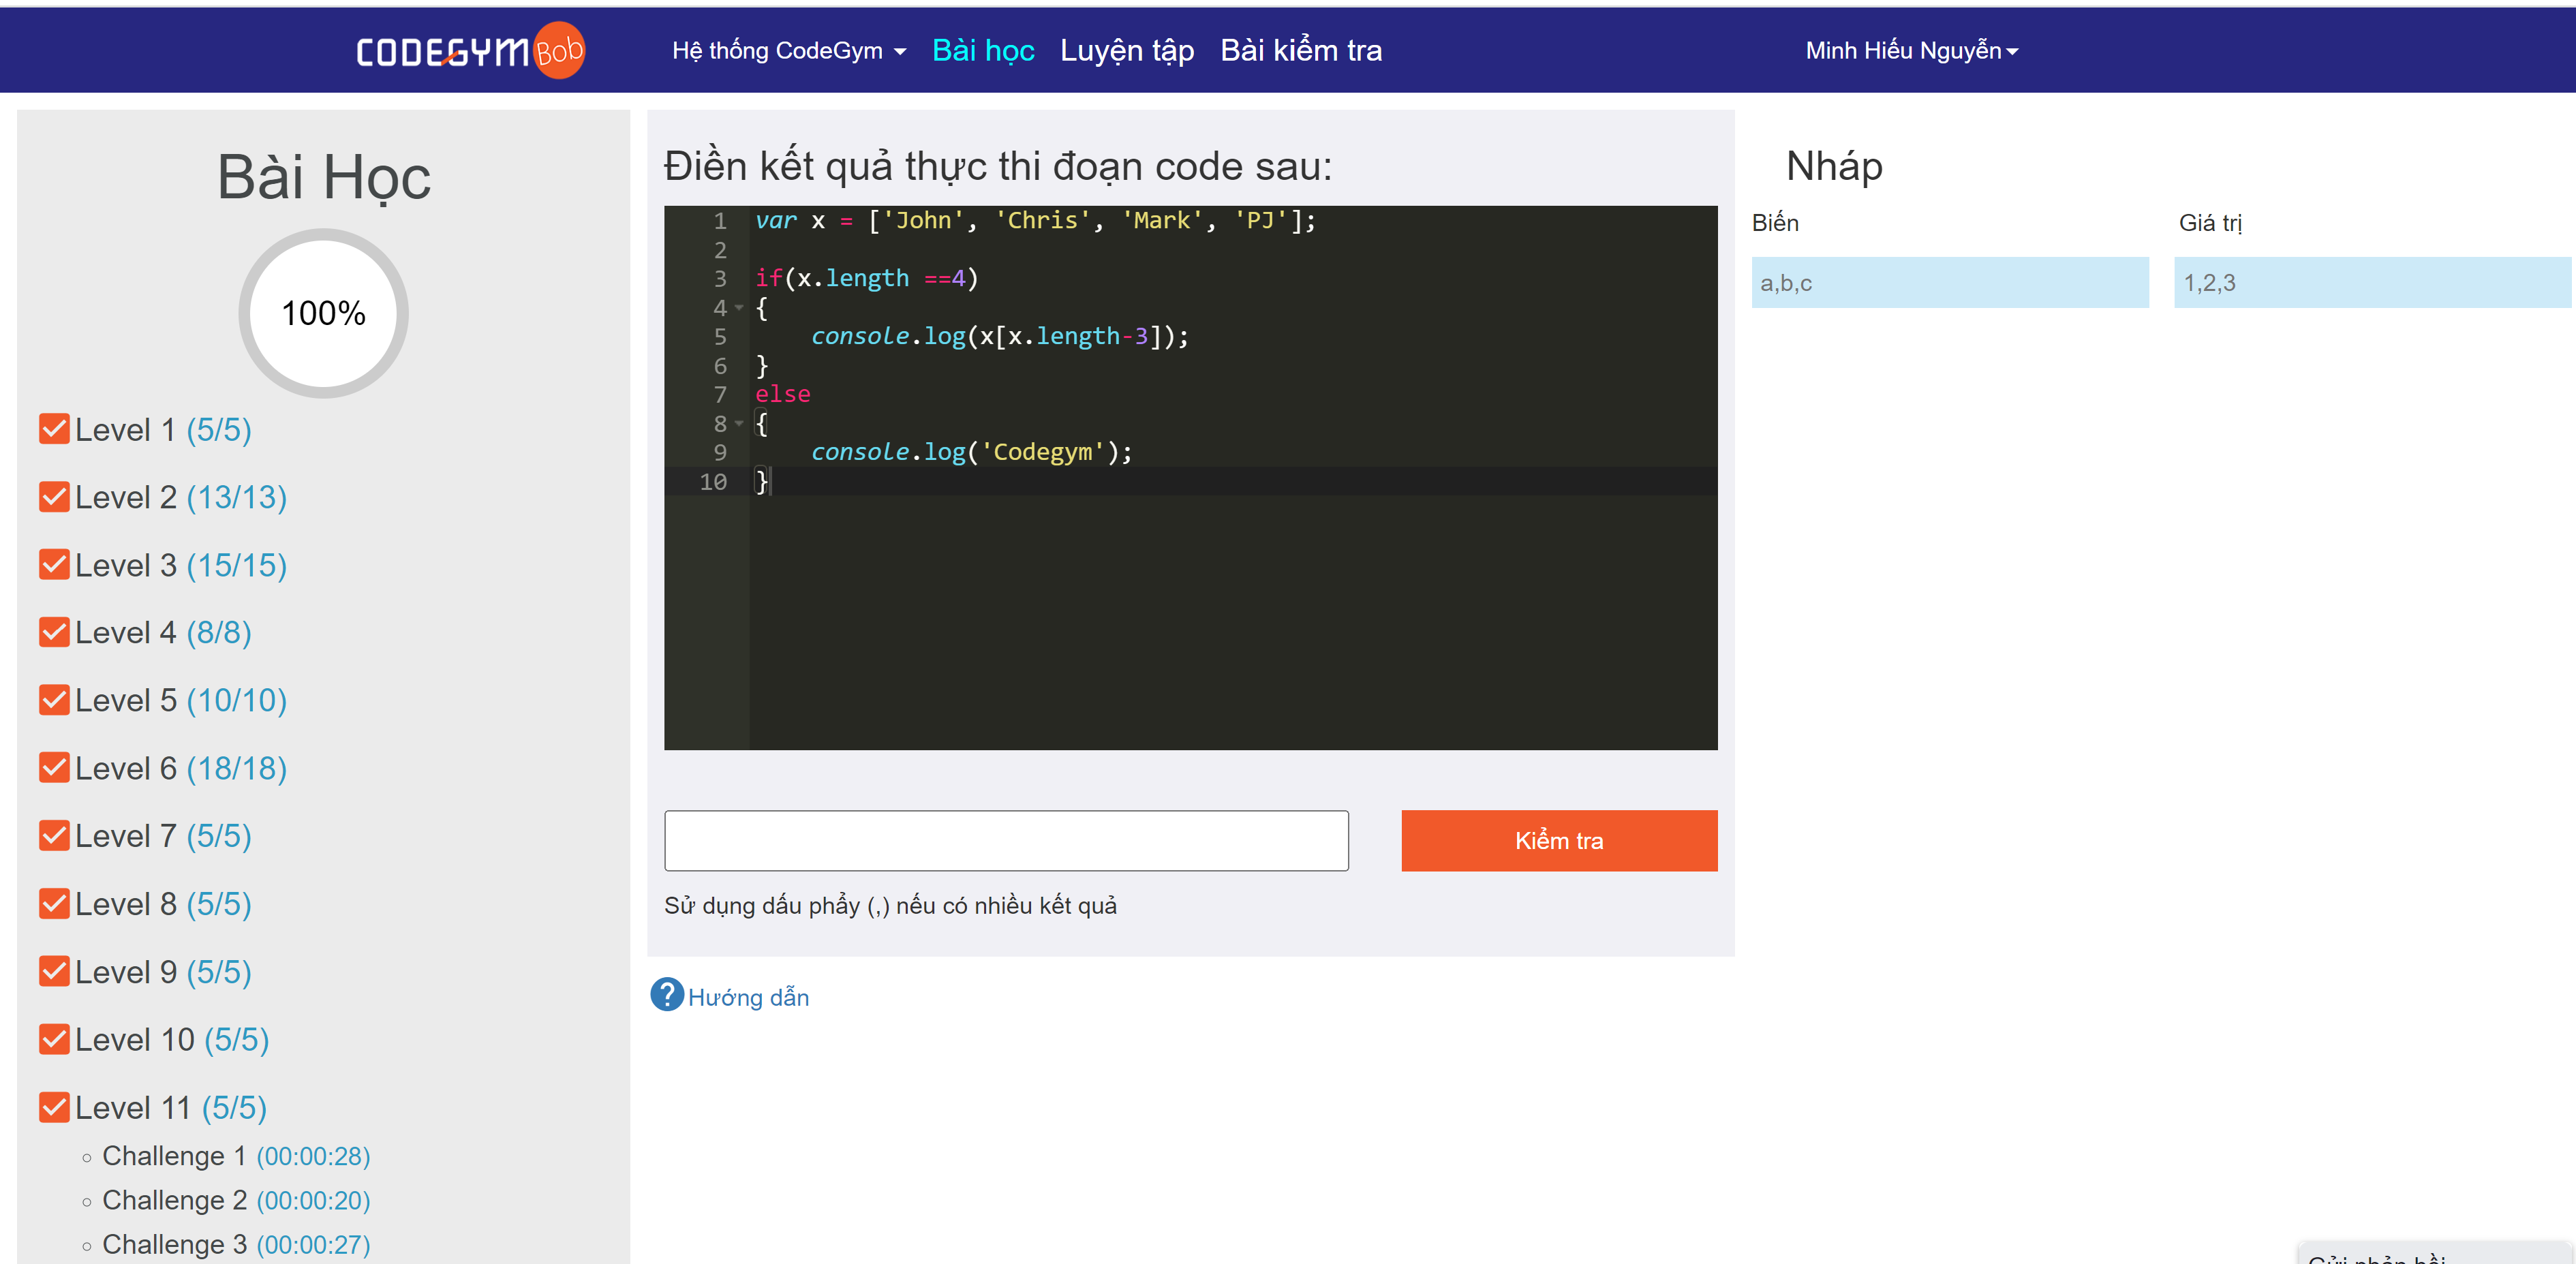 CODEGYM Bob
Hệ thống CodeGym Bài học Luyện tập Bài kiểm tra
Minh Hiếu Nguyễn
Bài Học
100%
Level 1 (5/5)
Level 2 (13/13)
Level 3 (15/15)
Level 4 (8/8)
Level 5 (10/10)
Level 6 (18/18)
Level 7 (5/5)
Level 8 (5/5)
Level 9 (5/5)
Level 10 (5/5)
Level 11 (5/5)
Challenge 1 (00:00:28)
Challenge 2 (00:00:20)
Challenge 3 (00:00:27)
Điền kết quả thực thi đoạn code sau:
1 var x = ['John', 'Chris', 'Mark', 'PJ'];
2
3 if(x.length ==4)
4 {
5 console.log(x[x.length-3]);
6 }
7 else
8 {
9 console.log('Codegym');
10 }
Kiểm tra
Sử dụng dấu phẩy (,) nếu có nhiều kết quả
? Hướng dẫn
Nháp
Biến Giá trị
a,b,c 1,2,3
Gửi phản hồi